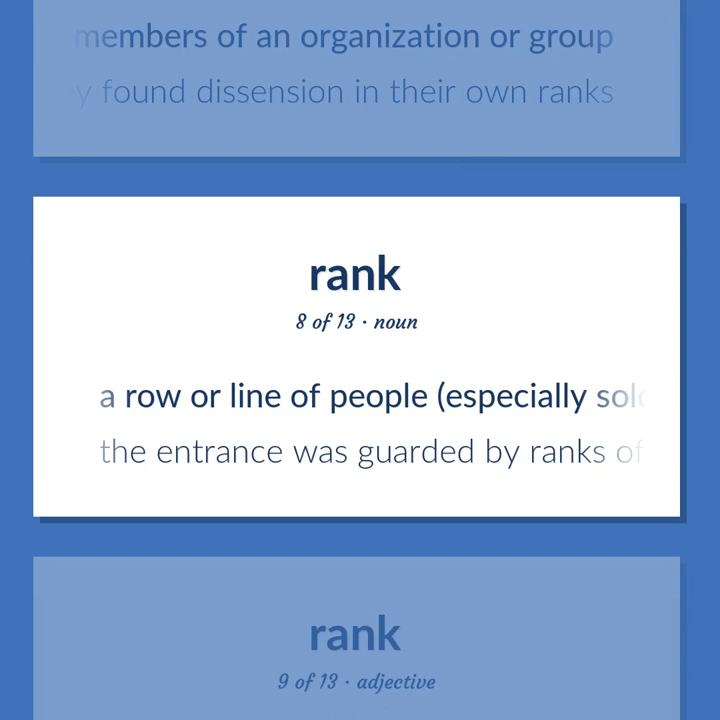 members of an organization or group
found dissension in their own ranks
rank
8 of 13 · noun
a row or line of people (especially
the entrance was guarded by ranks of
rank
9 of 13 · adjective